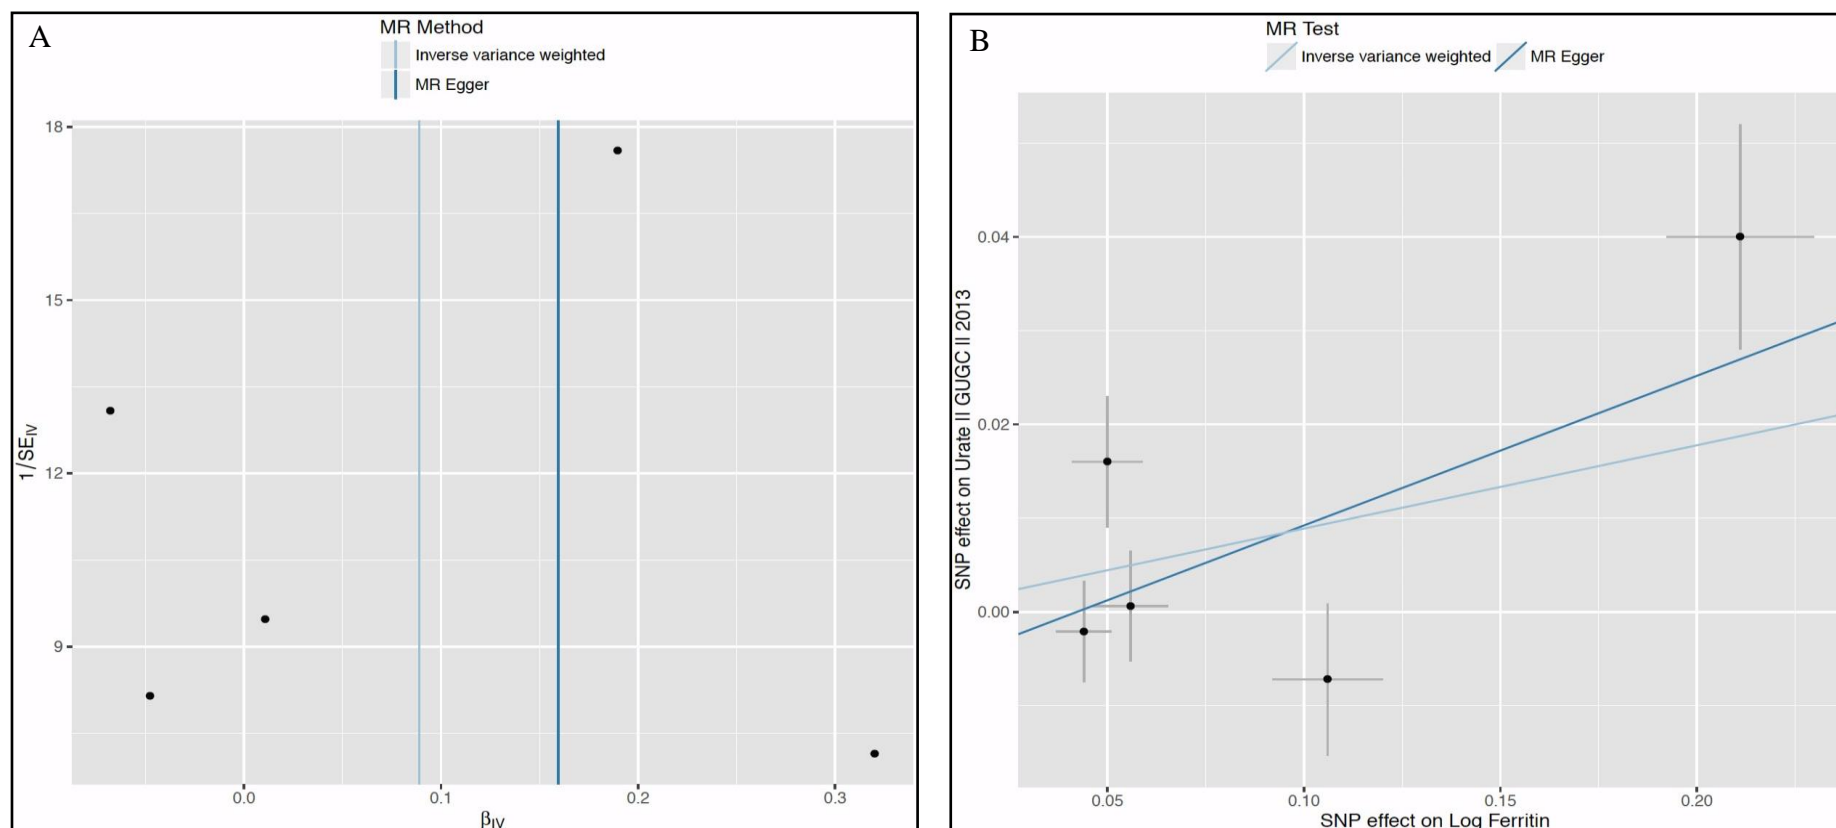 A
MR Method
Inverse variance weighted
MR Egger
18
15
12
9
1/SE_IV
0.0 0.1 0.2 0.3
β_IV
B
MR Test
Inverse variance weighted MR Egger
SNP effect on Urate II GUGC II 2013
0.04
0.02
0.00
0.05 0.10 0.15 0.20
SNP effect on Log Ferritin